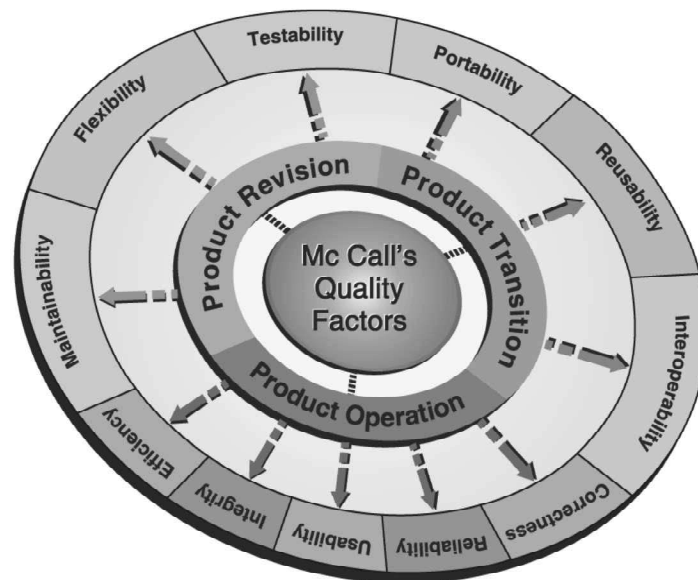 Testability
Portability
Flexibility
Reusability
Product Revision
Product Transition
Mc Call's
Quality
Factors
Maintainability
Interoperability
Product Operation
Efficiency
Integrity
Usability
Reliability
Correctness